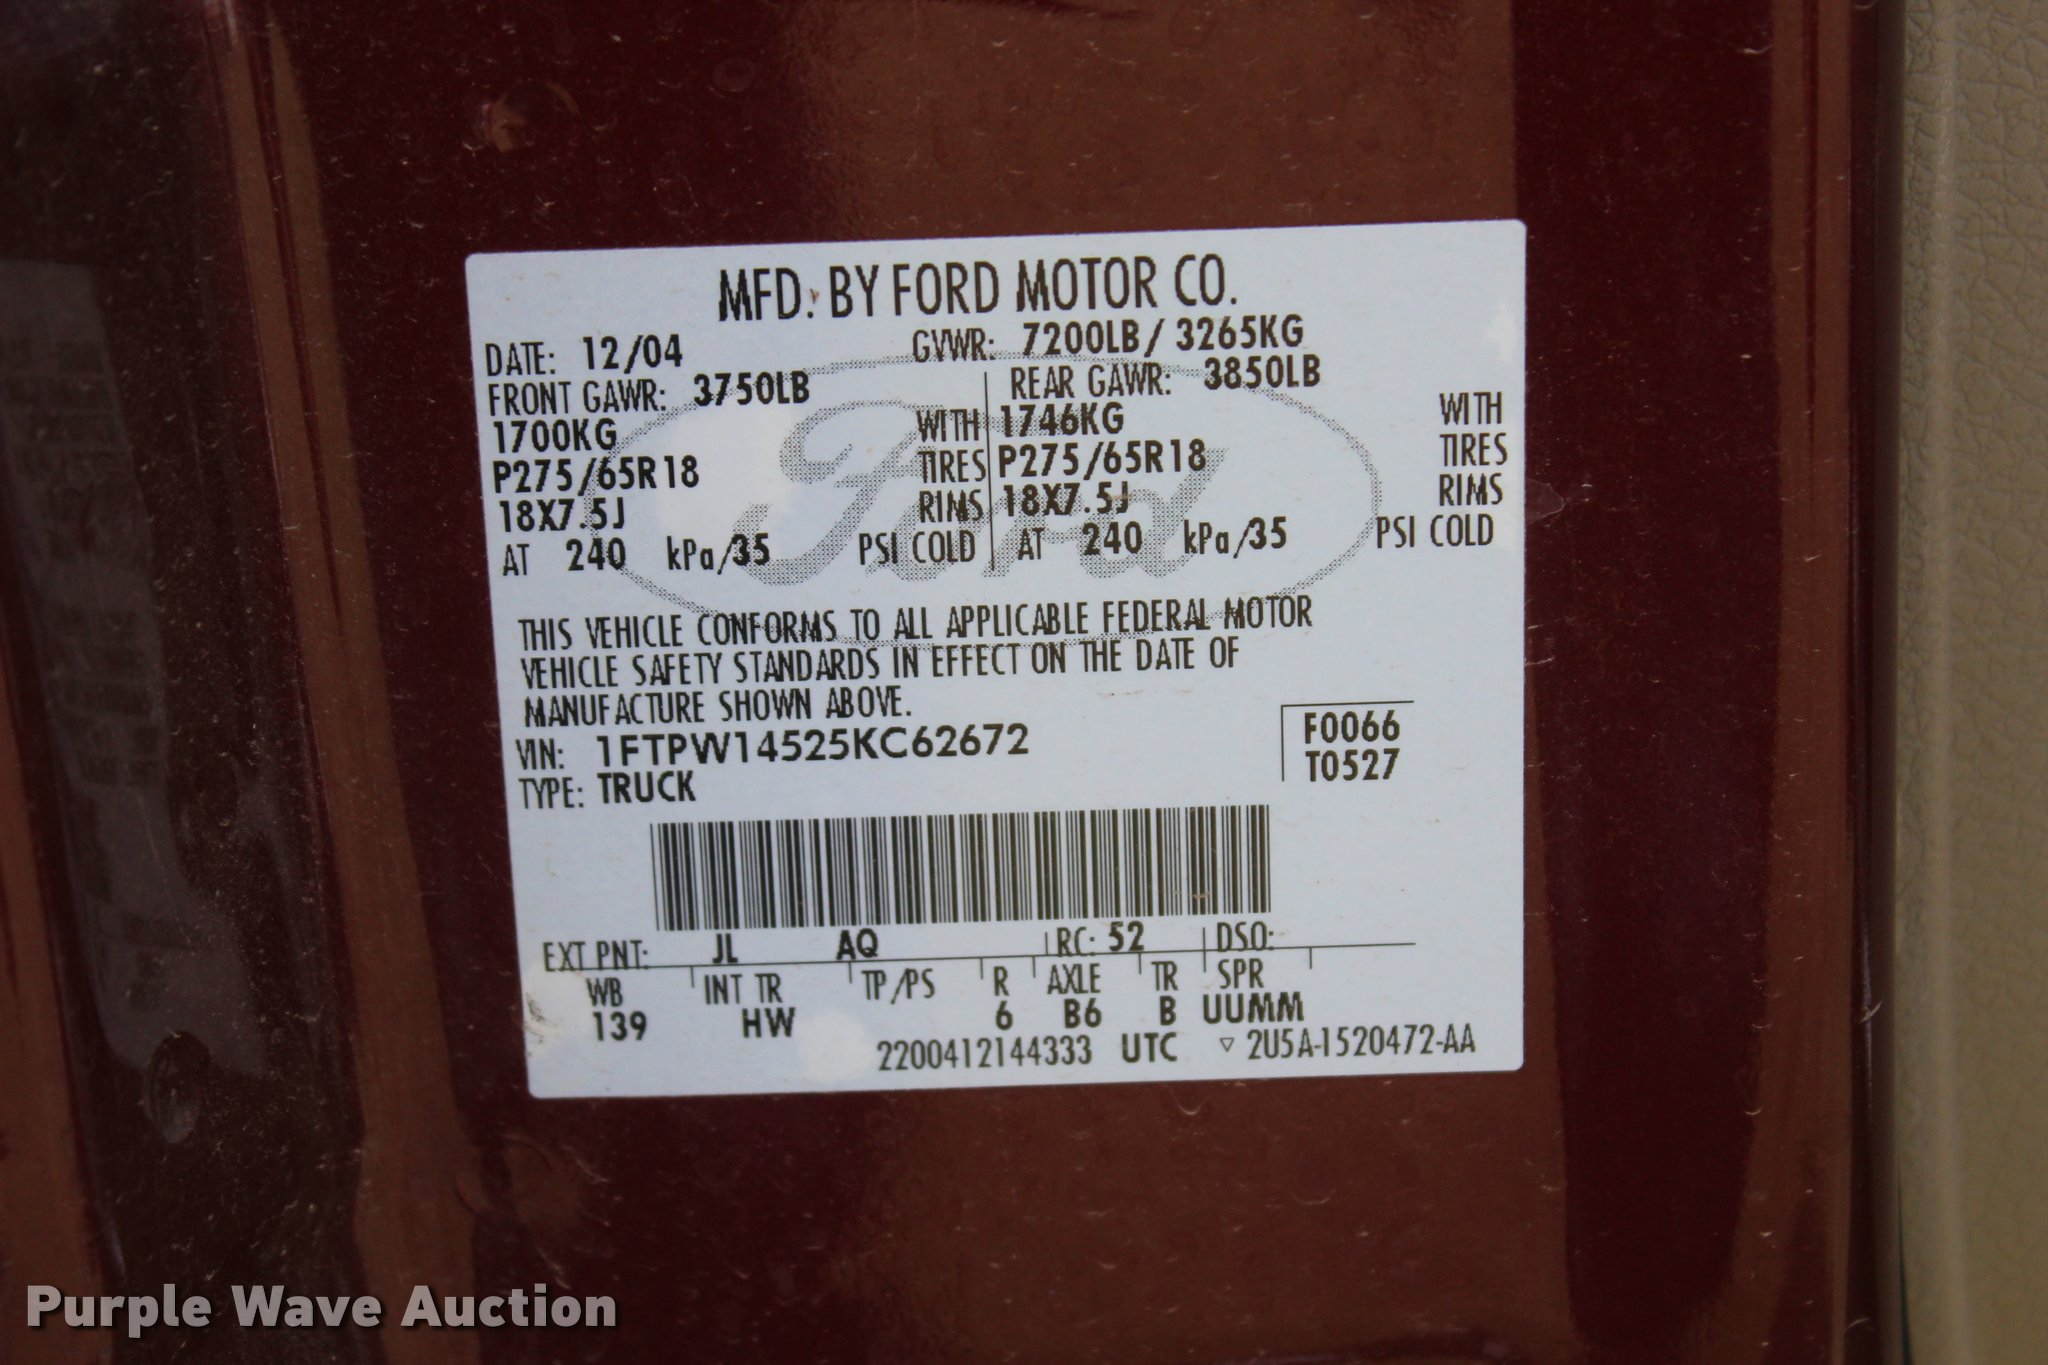 MFD. BY FORD MOTOR CO.
DATE: 12/04 GVWR: 7200LB / 3265KG
FRONT GAWR: 3750LB REAR GAWR: 3850LB
1700KG WITH 1746KG WITH
P275/65R18 TIRES P275/65R18 TIRES
18X7.5J RIMS 18X7.5J RIMS
AT 240 kPa/35 PSI COLD AT 240 kPa/35 PSI COLD
Ford
THIS VEHICLE CONFORMS TO ALL APPLICABLE FEDERAL MOTOR
VEHICLE SAFETY STANDARDS IN EFFECT ON THE DATE OF
MANUFACTURE SHOWN ABOVE.
VIN: 1FTPW14525KC62672 F0066
TYPE: TRUCK T0527
EXT PNT: JL AQ RC: 52 DSO:
WB INT TR TP/PS R AXLE TR SPR
139 HW 6 B6 B UUMM
2200412144333 UTC ▽ 2U5A-1520472-AA
Purple Wave Auction